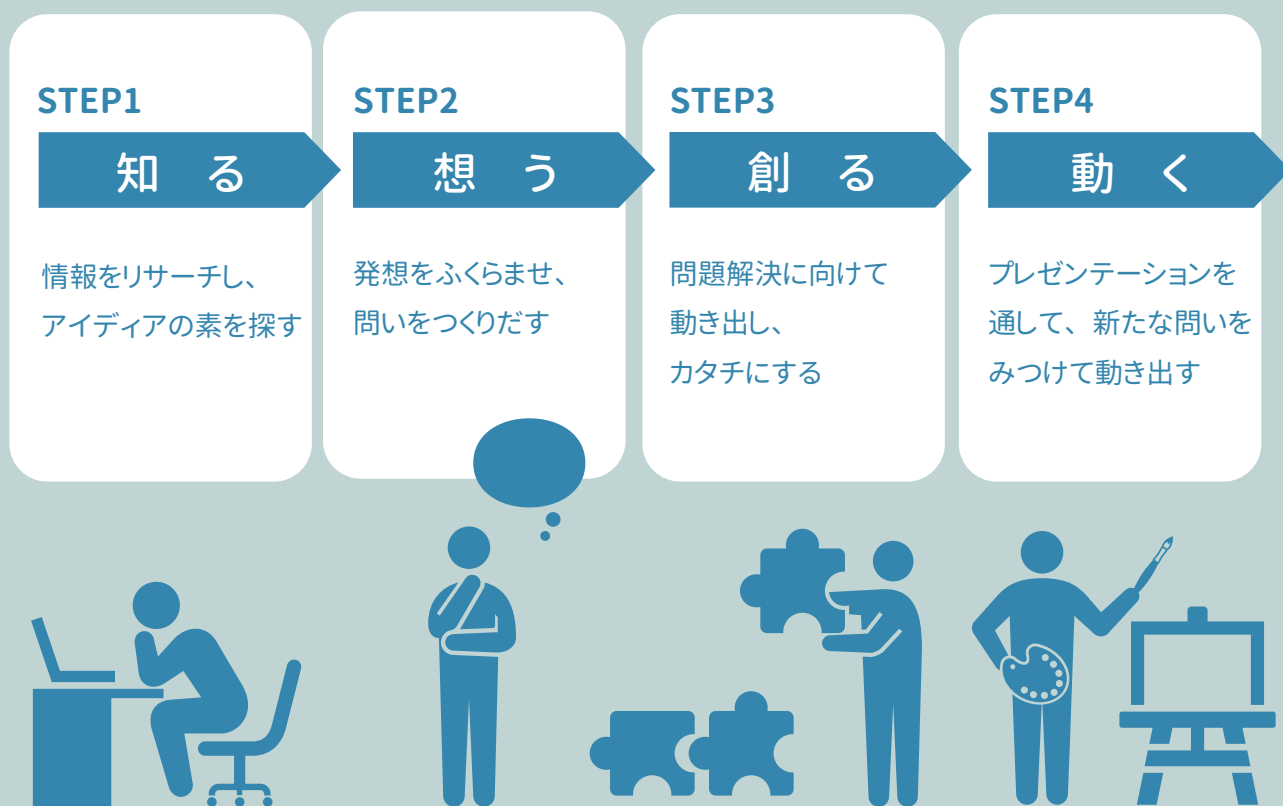 STEP1
知 る
情報をリサーチし、
アイディアの素を探す
STEP2
想 う
発想をふくらませ、
問いをつくりだす
STEP3
創 る
問題解決に向けて
動き出し、
カタチにする
STEP4
動 く
プレゼンテーションを
通して、新たな問いを
みつけて動き出す